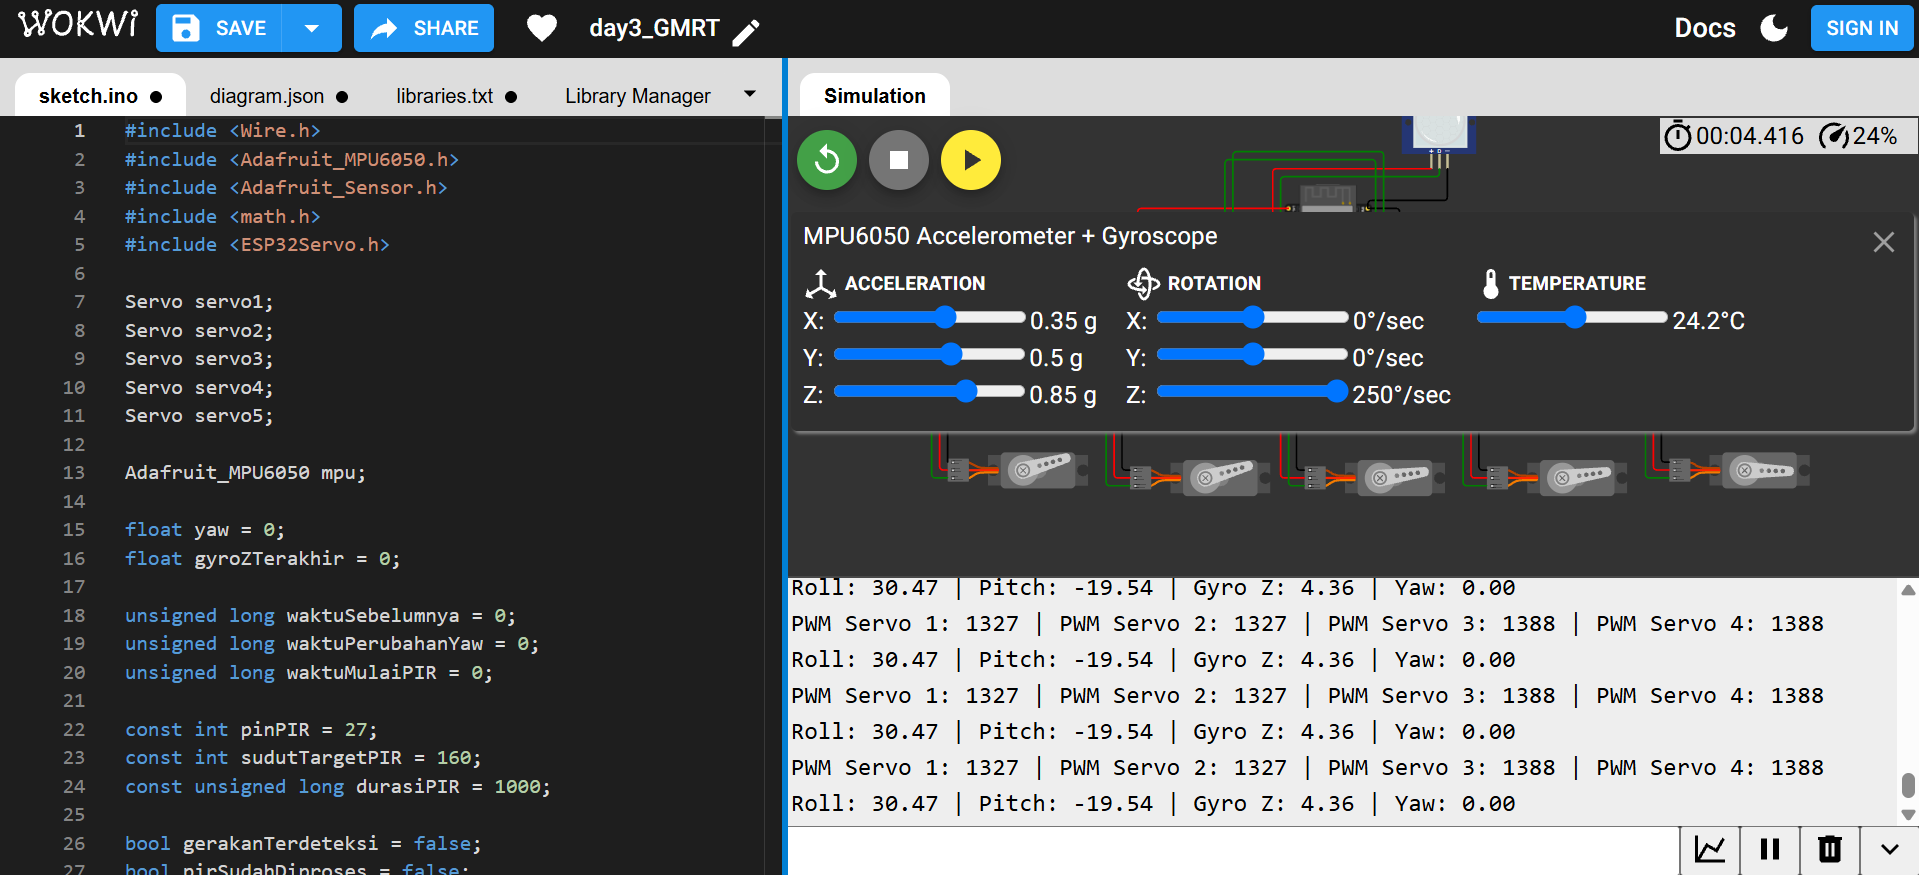 WOKWi
SAVE
SHARE
day3_GMRT
Docs
SIGN IN
sketch.ino
diagram.json
libraries.txt
Library Manager
1 #include <Wire.h>
2 #include <Adafruit_MPU6050.h>
3 #include <Adafruit_Sensor.h>
4 #include <math.h>
5 #include <ESP32Servo.h>
6
7 Servo servo1;
8 Servo servo2;
9 Servo servo3;
10 Servo servo4;
11 Servo servo5;
12
13 Adafruit_MPU6050 mpu;
14
15 float yaw = 0;
16 float gyroZTerakhir = 0;
17
18 unsigned long waktuSebelumnya = 0;
19 unsigned long waktuPerubahanYaw = 0;
20 unsigned long waktuMulaiPIR = 0;
21
22 const int pinPIR = 27;
23 const int sudutTargetPIR = 160;
24 const unsigned long durasiPIR = 1000;
25
26 bool gerakanTerdeteksi = false;
27 bool pirSudahDiproses = false;
Simulation
00:04.416 24%
MPU6050 Accelerometer + Gyroscope
ACCELERATION
X: 0.35 g
Y: 0.5 g
Z: 0.85 g
ROTATION
X: 0°/sec
Y: 0°/sec
Z: 250°/sec
TEMPERATURE
24.2°C
Roll: 30.47 | Pitch: -19.54 | Gyro Z: 4.36 | Yaw: 0.00
PWM Servo 1: 1327 | PWM Servo 2: 1327 | PWM Servo 3: 1388 | PWM Servo 4: 1388
Roll: 30.47 | Pitch: -19.54 | Gyro Z: 4.36 | Yaw: 0.00
PWM Servo 1: 1327 | PWM Servo 2: 1327 | PWM Servo 3: 1388 | PWM Servo 4: 1388
Roll: 30.47 | Pitch: -19.54 | Gyro Z: 4.36 | Yaw: 0.00
PWM Servo 1: 1327 | PWM Servo 2: 1327 | PWM Servo 3: 1388 | PWM Servo 4: 1388
Roll: 30.47 | Pitch: -19.54 | Gyro Z: 4.36 | Yaw: 0.00